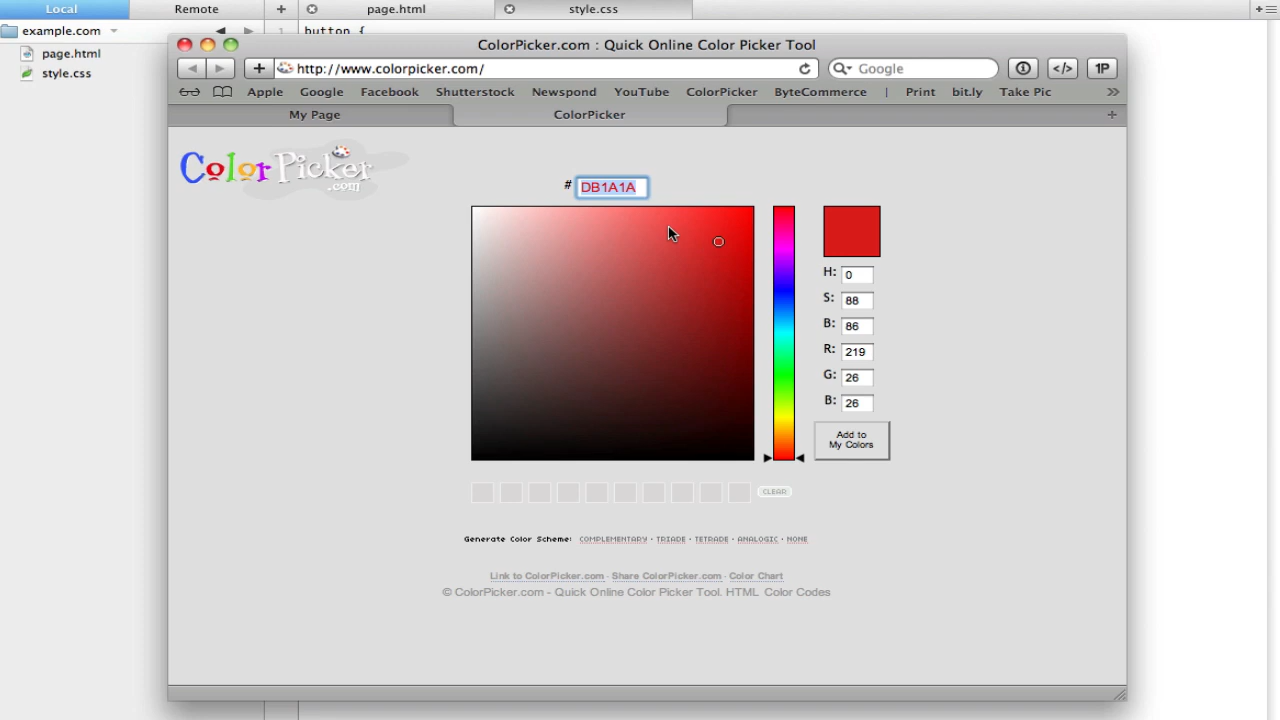 Local Remote + page.html style.css +
example.com 1 button {
page.html
style.css
ColorPicker.com : Quick Online Color Picker Tool
+ http://www.colorpicker.com/ Google </> 1P
Apple Google Facebook Shutterstock Newspond YouTube ColorPicker ByteCommerce | Print bit.ly Take Pic »
My Page ColorPicker +
ColorPicker
.com
# DB1A1A
H: 0
S: 88
B: 86
R: 219
G: 26
B: 26
Add to
My Colors
CLEAR
Generate Color Scheme: COMPLEMENTARY · TRIADE · TETRADE · ANALOGIC · NONE
Link to ColorPicker.com · Share ColorPicker.com · Color Chart
© ColorPicker.com - Quick Online Color Picker Tool. HTML Color Codes